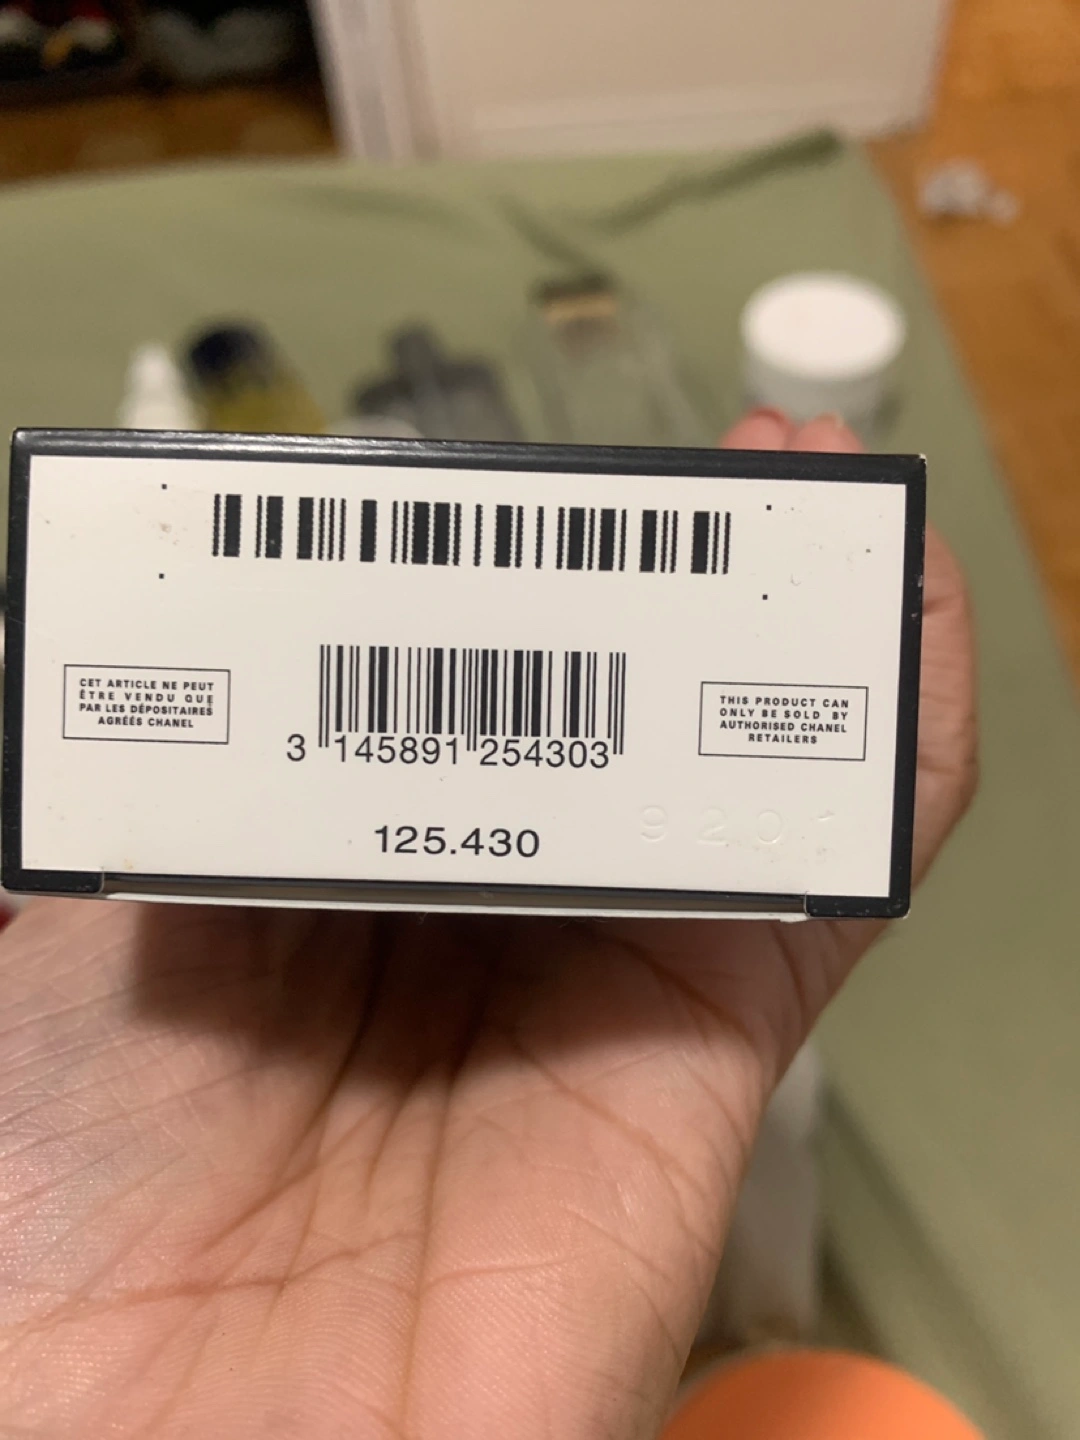 CET ARTICLE NE PEUT
ÊTRE VENDU QUE
PAR LES DÉPOSITAIRES
AGRÉÉS CHANEL
3 145891 254303
THIS PRODUCT CAN
ONLY BE SOLD BY
AUTHORISED CHANEL
RETAILERS
125.430
920